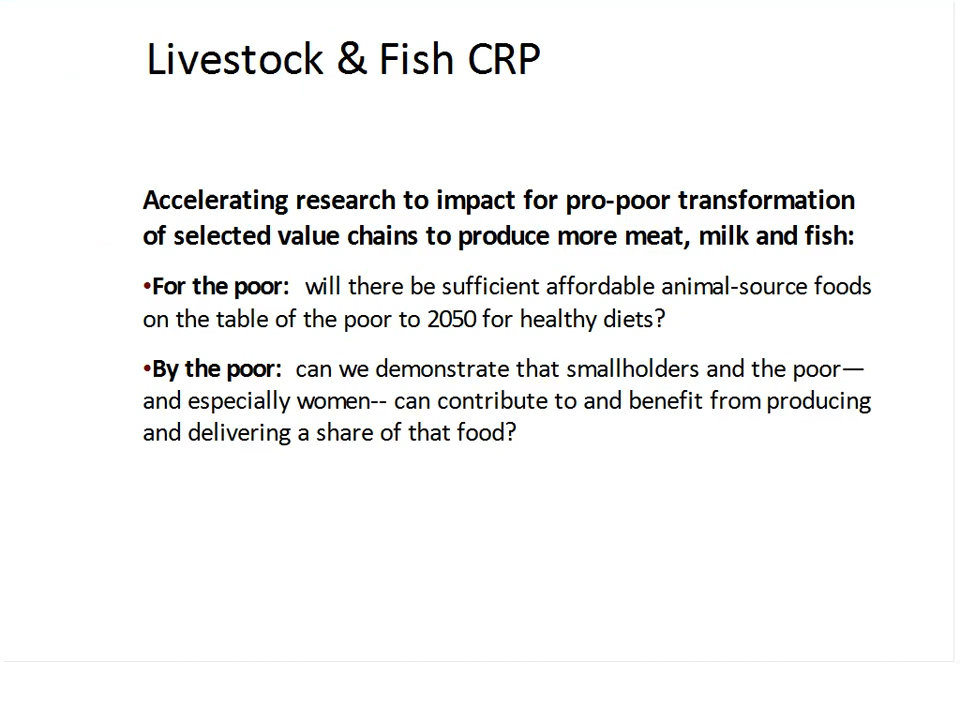 Livestock & Fish CRP
Accelerating research to impact for pro-poor transformation
of selected value chains to produce more meat, milk and fish:
•For the poor: will there be sufficient affordable animal-source foods
on the table of the poor to 2050 for healthy diets?
•By the poor: can we demonstrate that smallholders and the poor—
and especially women-- can contribute to and benefit from producing
and delivering a share of that food?